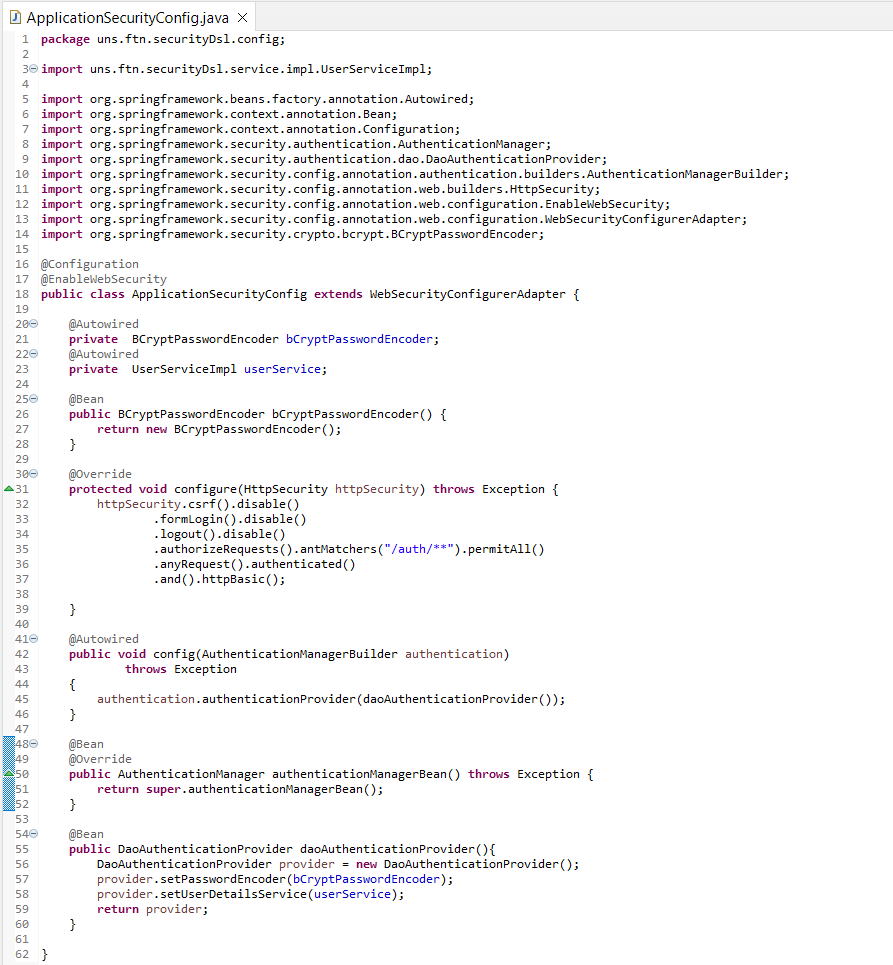 ApplicationSecurityConfig.java
1 package uns.ftn.securityDsl.config;
2
3 import uns.ftn.securityDsl.service.impl.UserServiceImpl;
4
5 import org.springframework.beans.factory.annotation.Autowired;
6 import org.springframework.context.annotation.Bean;
7 import org.springframework.context.annotation.Configuration;
8 import org.springframework.security.authentication.AuthenticationManager;
9 import org.springframework.security.authentication.dao.DaoAuthenticationProvider;
10 import org.springframework.security.config.annotation.authentication.builders.AuthenticationManagerBuilder;
11 import org.springframework.security.config.annotation.web.builders.HttpSecurity;
12 import org.springframework.security.config.annotation.web.configuration.EnableWebSecurity;
13 import org.springframework.security.config.annotation.web.configuration.WebSecurityConfigurerAdapter;
14 import org.springframework.security.crypto.bcrypt.BCryptPasswordEncoder;
15
16 @Configuration
17 @EnableWebSecurity
18 public class ApplicationSecurityConfig extends WebSecurityConfigurerAdapter {
19
20     @Autowired
21     private  BCryptPasswordEncoder bCryptPasswordEncoder;
22     @Autowired
23     private  UserServiceImpl userService;
24
25     @Bean
26     public BCryptPasswordEncoder bCryptPasswordEncoder() {
27         return new BCryptPasswordEncoder();
28     }
29
30     @Override
31     protected void configure(HttpSecurity httpSecurity) throws Exception {
32         httpSecurity.csrf().disable()
33                 .formLogin().disable()
34                 .logout().disable()
35                 .authorizeRequests().antMatchers("/auth/**").permitAll()
36                 .anyRequest().authenticated()
37                 .and().httpBasic();
38
39     }
40
41     @Autowired
42     public void config(AuthenticationManagerBuilder authentication)
43             throws Exception
44     {
45         authentication.authenticationProvider(daoAuthenticationProvider());
46     }
47
48     @Bean
49     @Override
50     public AuthenticationManager authenticationManagerBean() throws Exception {
51         return super.authenticationManagerBean();
52     }
53
54     @Bean
55     public DaoAuthenticationProvider daoAuthenticationProvider(){
56         DaoAuthenticationProvider provider = new DaoAuthenticationProvider();
57         provider.setPasswordEncoder(bCryptPasswordEncoder);
58         provider.setUserDetailsService(userService);
59         return provider;
60     }
61
62 }